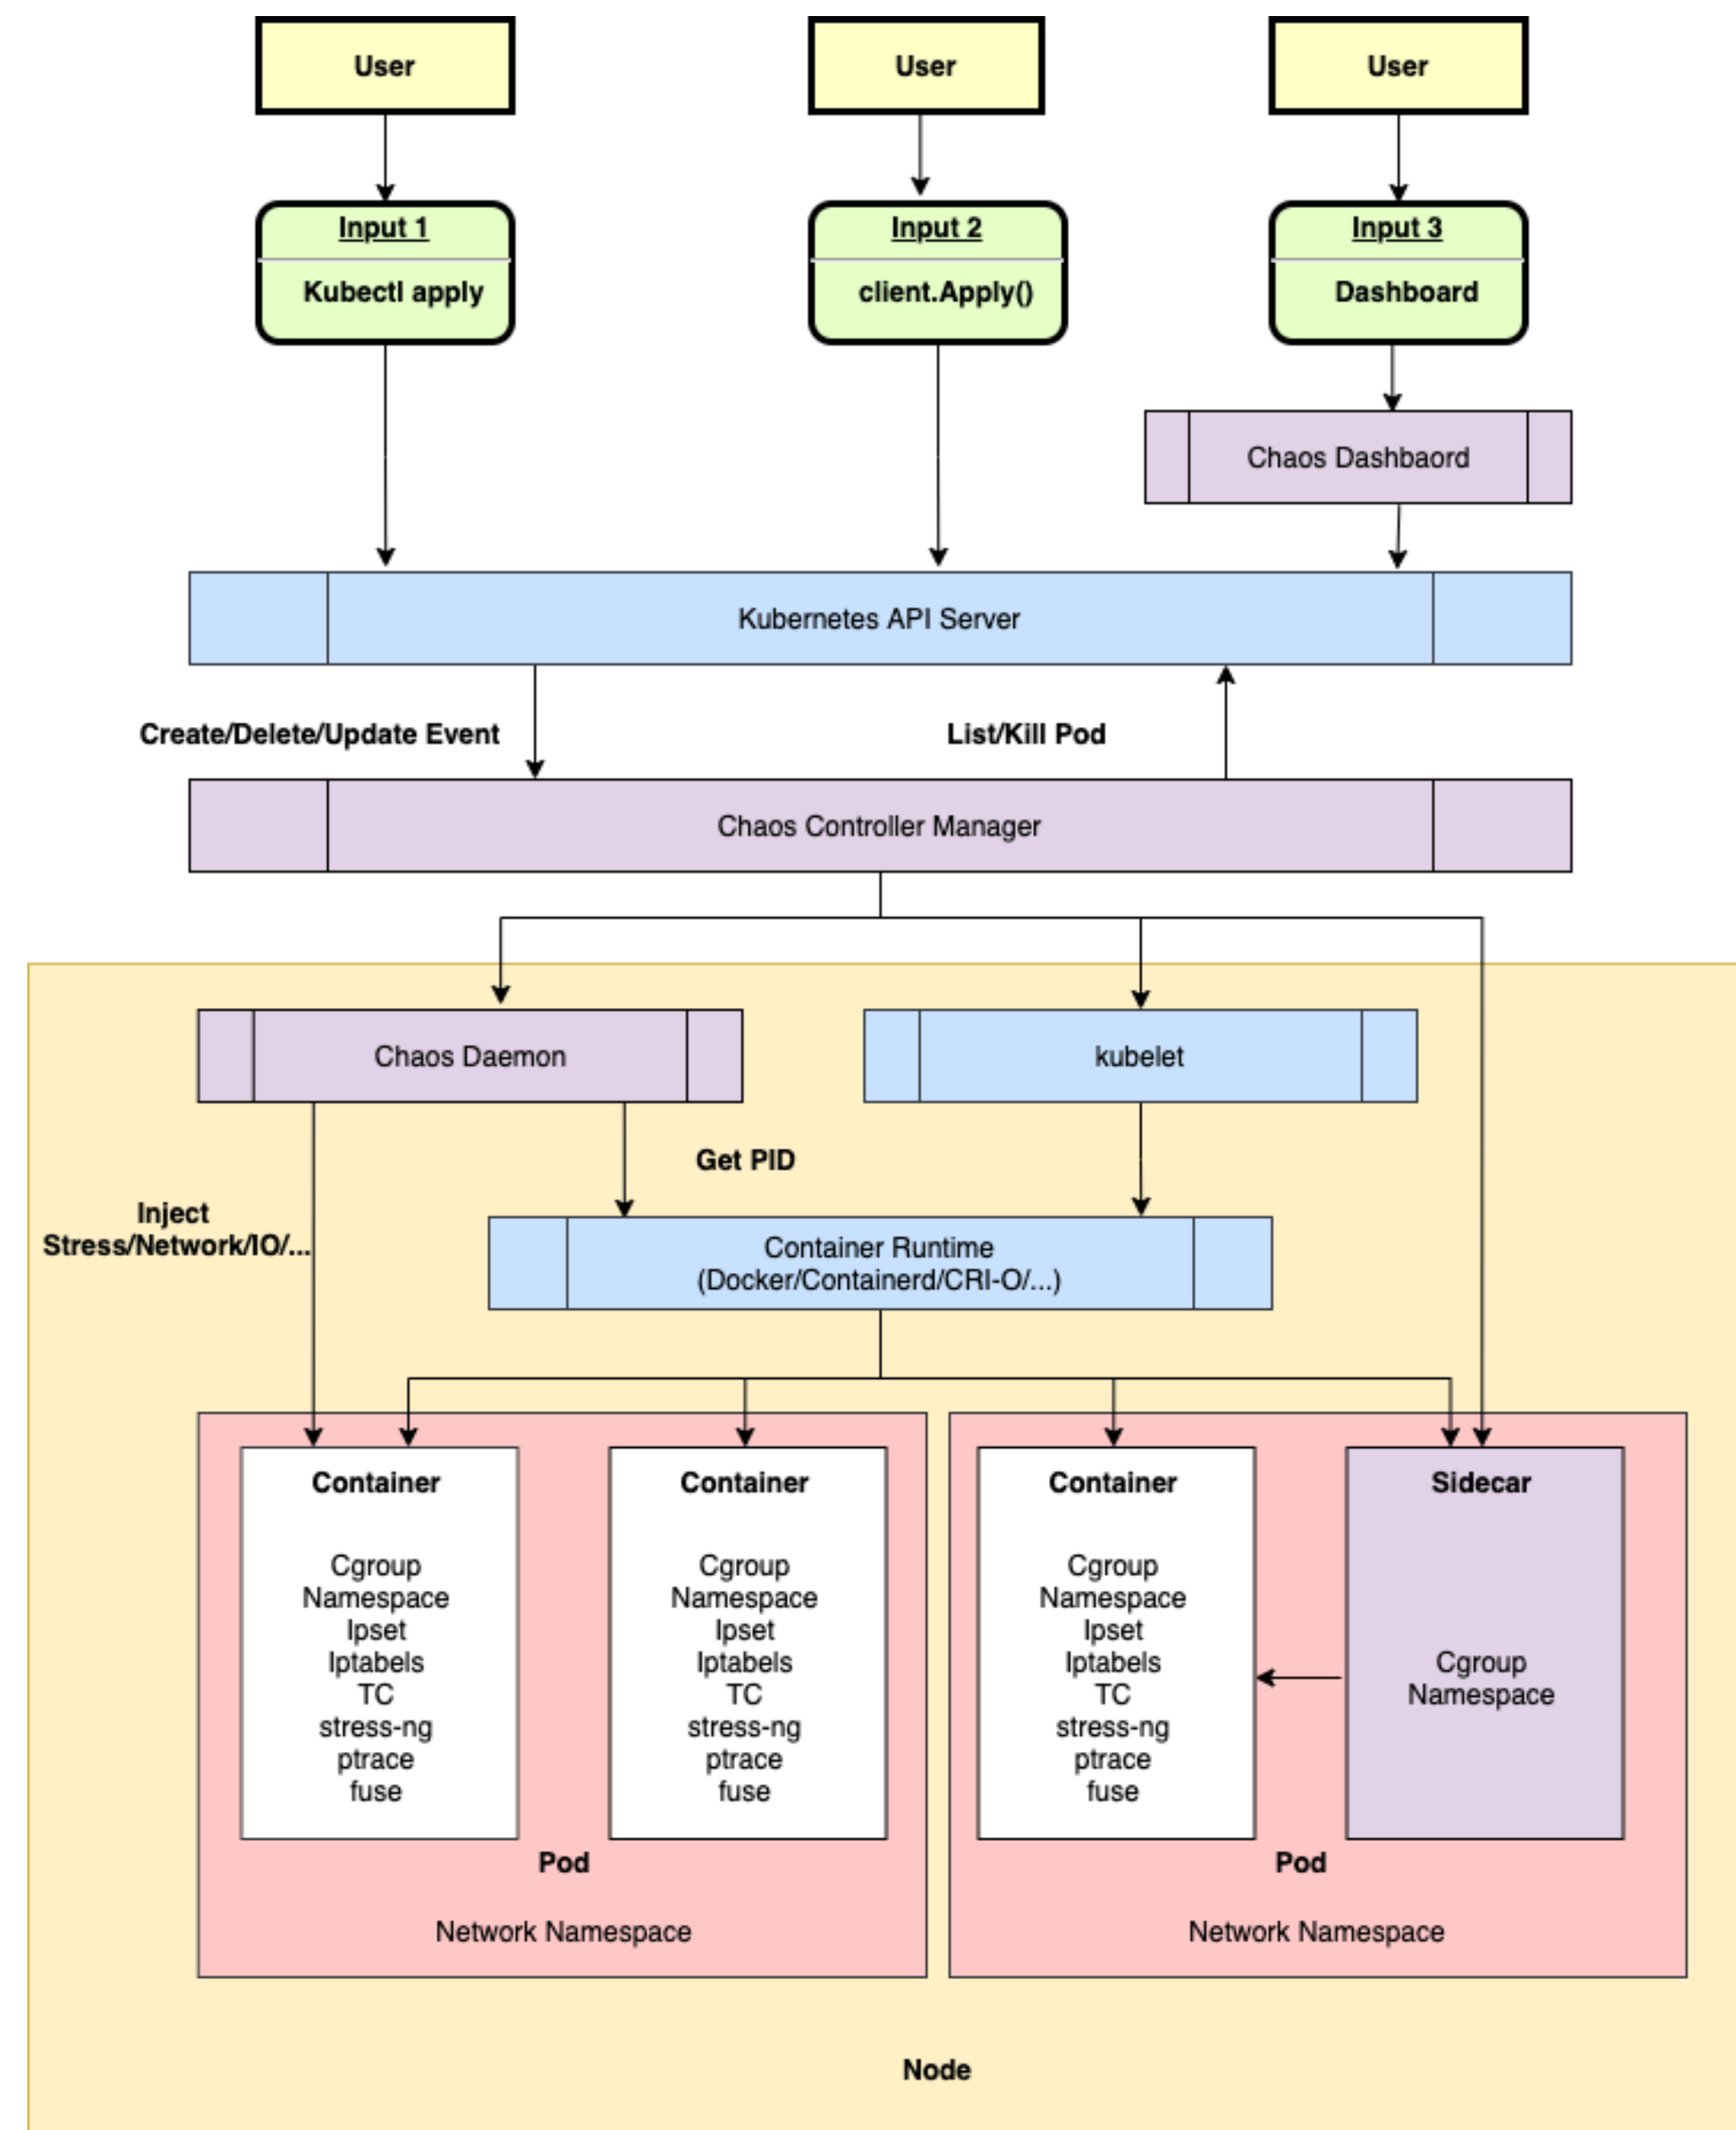 User
User
User
Input 1
Kubectl apply
Input 2
client.Apply()
Input 3
Dashboard
Chaos Dashbaord
Kubernetes API Server
Create/Delete/Update Event
List/Kill Pod
Chaos Controller Manager
Chaos Daemon
kubelet
Get PID
Inject
Stress/Network/IO/...
Container Runtime
(Docker/Containerd/CRI-O/...)
Container
Cgroup
Namespace
Ipset
Iptabels
TC
stress-ng
ptrace
fuse
Container
Cgroup
Namespace
Ipset
Iptabels
TC
stress-ng
ptrace
fuse
Pod
Network Namespace
Container
Cgroup
Namespace
Ipset
Iptabels
TC
stress-ng
ptrace
fuse
Sidecar
Cgroup
Namespace
Pod
Network Namespace
Node